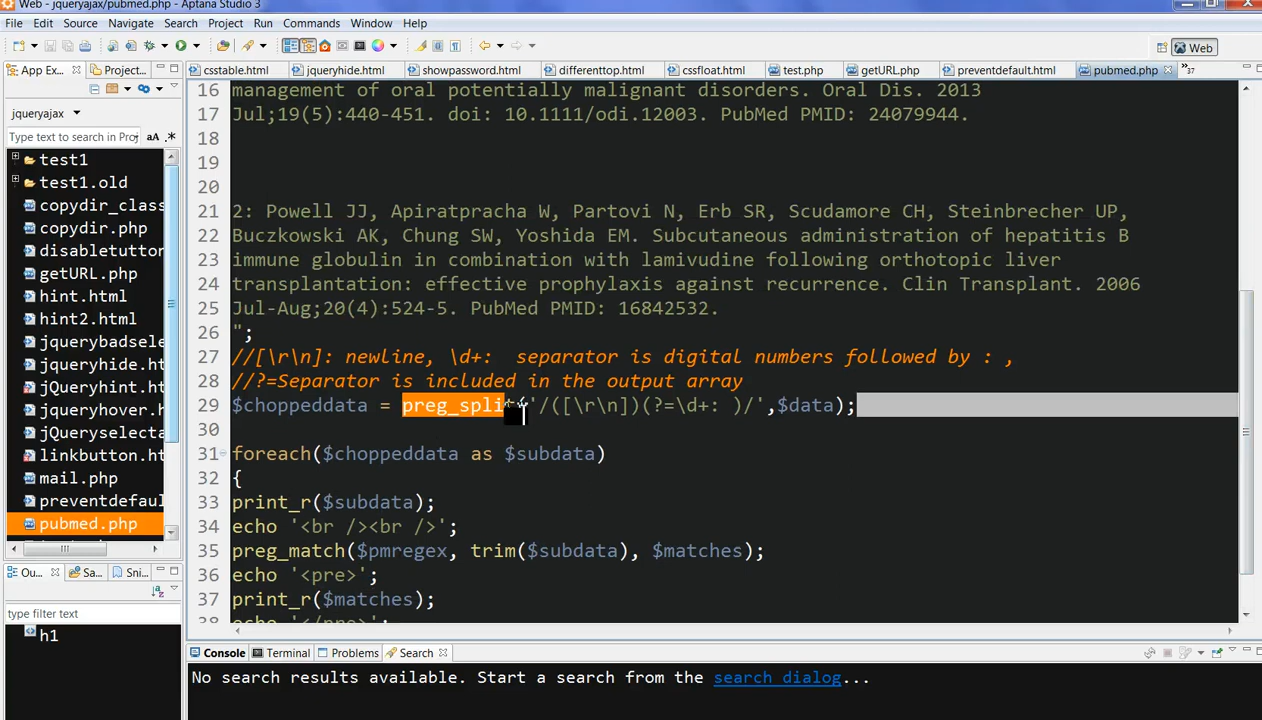 Web - jqueryajax/pubmed.php - Aptana Studio 3
File Edit Source Navigate Search Project Run Commands Window Help
Web
App Ex
Project...
csstable.html
jqueryhide.html
showpassword.html
differenttop.html
cssfloat.html
test.php
getURL.php
preventdefault.html
pubmed.php
»37
jqueryajax
Type text to search in Proj
aA .*
test1
test1.old
copydir_class
copydir.php
disabletutton
getURL.php
hint.html
hint2.html
jquerybadsele
jqueryhide.ht
jQueryhint.ht
jqueryhover.h
jQueryselecta
linkbutton.ht
mail.php
preventdefaul
pubmed.php
16 management of oral potentially malignant disorders. Oral Dis. 2013
17 Jul;19(5):440-451. doi: 10.1111/odi.12003. PubMed PMID: 24079944.
18
19
20
21 2: Powell JJ, Apiratpracha W, Partovi N, Erb SR, Scudamore CH, Steinbrecher UP,
22 Buczkowski AK, Chung SW, Yoshida EM. Subcutaneous administration of hepatitis B
23 immune globulin in combination with lamivudine following orthotopic liver
24 transplantation: effective prophylaxis against recurrence. Clin Transplant. 2006
25 Jul-Aug;20(4):524-5. PubMed PMID: 16842532.
26 ";
27 //[\r\n]: newline, \d+:  separator is digital numbers followed by : ,
28 //?=Separator is included in the output array
29 $choppeddata = preg_split('/([\r\n])(?=\d+: )/',$data);
30
31 foreach($choppeddata as $subdata)
32 {
33 print_r($subdata);
34 echo '<br /><br />';
35 preg_match($pmregex, trim($subdata), $matches);
36 echo '<pre>';
37 print_r($matches);
38 echo '</pre>';
Ou...
Sa...
Sni...
type filter text
h1
Console
Terminal
Problems
Search
No search results available. Start a search from the search dialog...